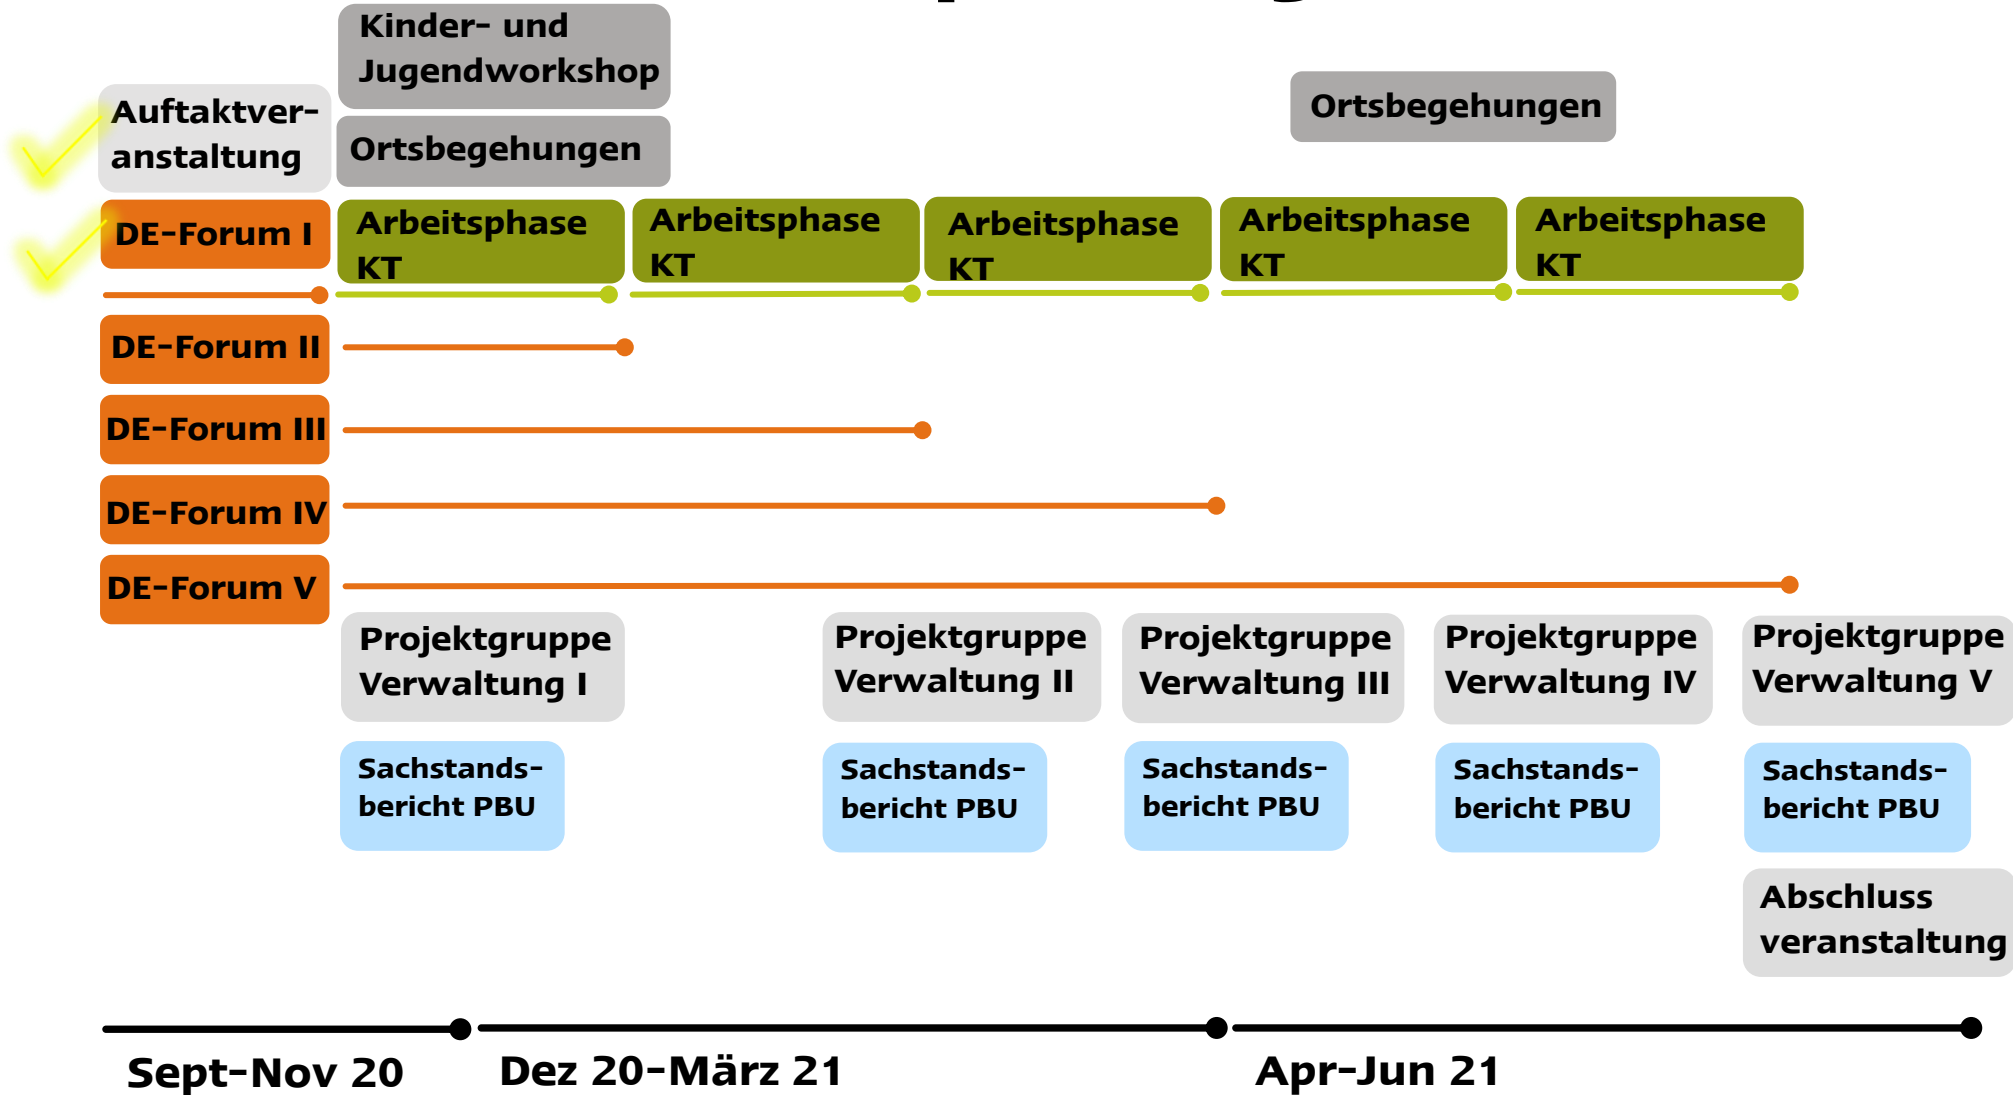 Kinder- und
Jugendworkshop
Ortsbegehungen
Auftaktver-
anstaltung
Ortsbegehungen
DE-Forum I
Arbeitsphase
KT
Arbeitsphase
KT
Arbeitsphase
KT
Arbeitsphase
KT
Arbeitsphase
KT
DE-Forum II
DE-Forum III
DE-Forum IV
DE-Forum V
Projektgruppe
Verwaltung I
Projektgruppe
Verwaltung II
Projektgruppe
Verwaltung III
Projektgruppe
Verwaltung IV
Projektgruppe
Verwaltung V
Sachstands-
bericht PBU
Sachstands-
bericht PBU
Sachstands-
bericht PBU
Sachstands-
bericht PBU
Sachstands-
bericht PBU
Abschluss
veranstaltung
Sept-Nov 20
Dez 20-März 21
Apr-Jun 21